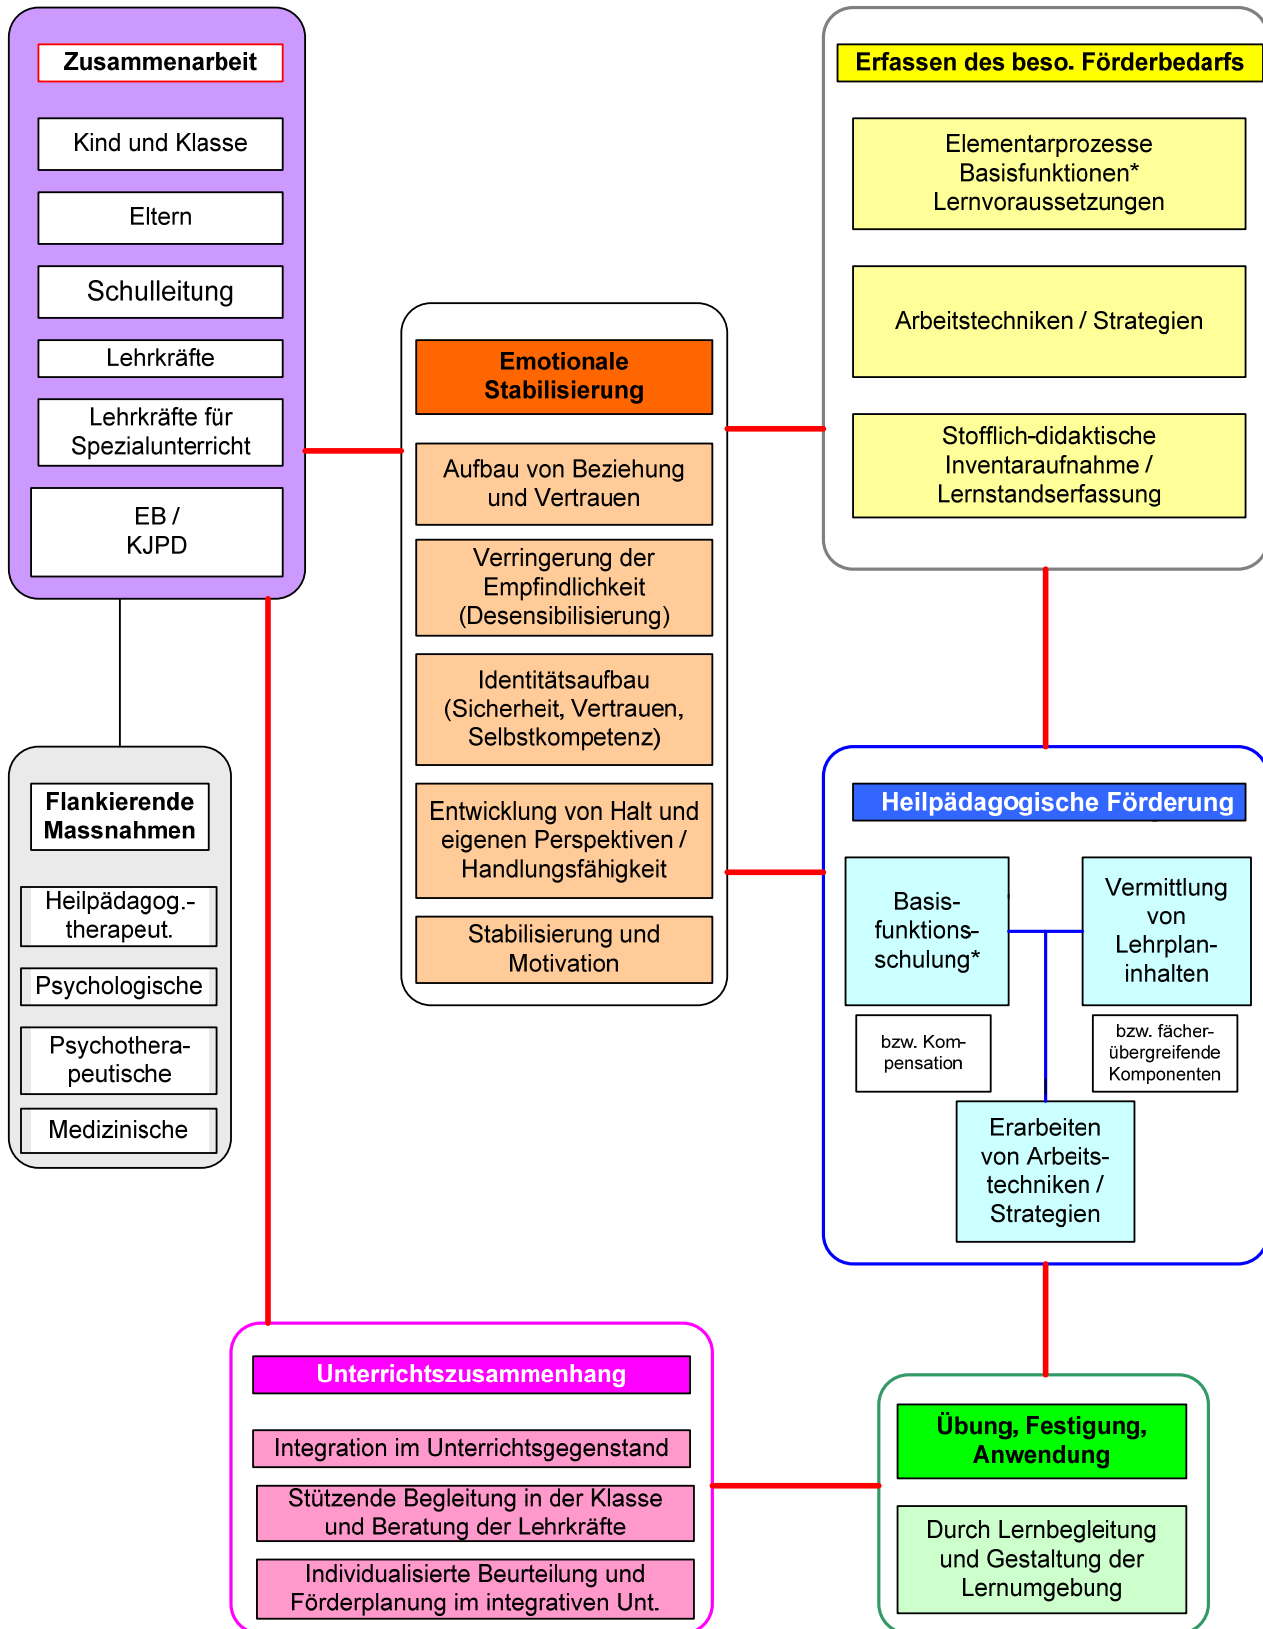 Zusammenarbeit
Kind und Klasse
Eltern
Schulleitung
Lehrkräfte
Lehrkräfte für
Spezialunterricht
EB /
KJPD
Flankierende
Massnahmen
Heilpädagog.-
therapeut.
Psychologische
Psychothera-
peutische
Medizinische
Emotionale
Stabilisierung
Aufbau von Beziehung
und Vertrauen
Verringerung der
Empfindlichkeit
(Desensibilisierung)
Identitätsaufbau
(Sicherheit, Vertrauen,
Selbstkompetenz)
Entwicklung von Halt und
eigenen Perspektiven /
Handlungsfähigkeit
Stabilisierung und
Motivation
Erfassen des beso. Förderbedarfs
Elementarprozesse
Basisfunktionen*
Lernvoraussetzungen
Arbeitstechniken / Strategien
Stofflich-didaktische
Inventaraufnahme /
Lernstandserfassung
Heilpädagogische Förderung
Basis-
funktions-
schulung*
bzw. Kom-
pensation
Vermittlung
von
Lehrplan-
inhalten
bzw. fächer-
übergreifende
Komponenten
Erarbeiten
von Arbeits-
techniken /
Strategien
Unterrichtszusammenhang
Integration im Unterrichtsgegenstand
Stützende Begleitung in der Klasse
und Beratung der Lehrkräfte
Individualisierte Beurteilung und
Förderplanung im integrativen Unt.
Übung, Festigung,
Anwendung
Durch Lernbegleitung
und Gestaltung der
Lernumgebung